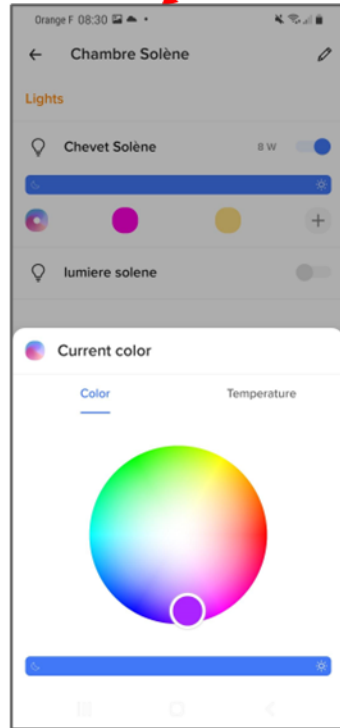 Orange F 08:30
Chambre Solène
Lights
Chevet Solène 8 W
lumiere solene
Current color
Color Temperature